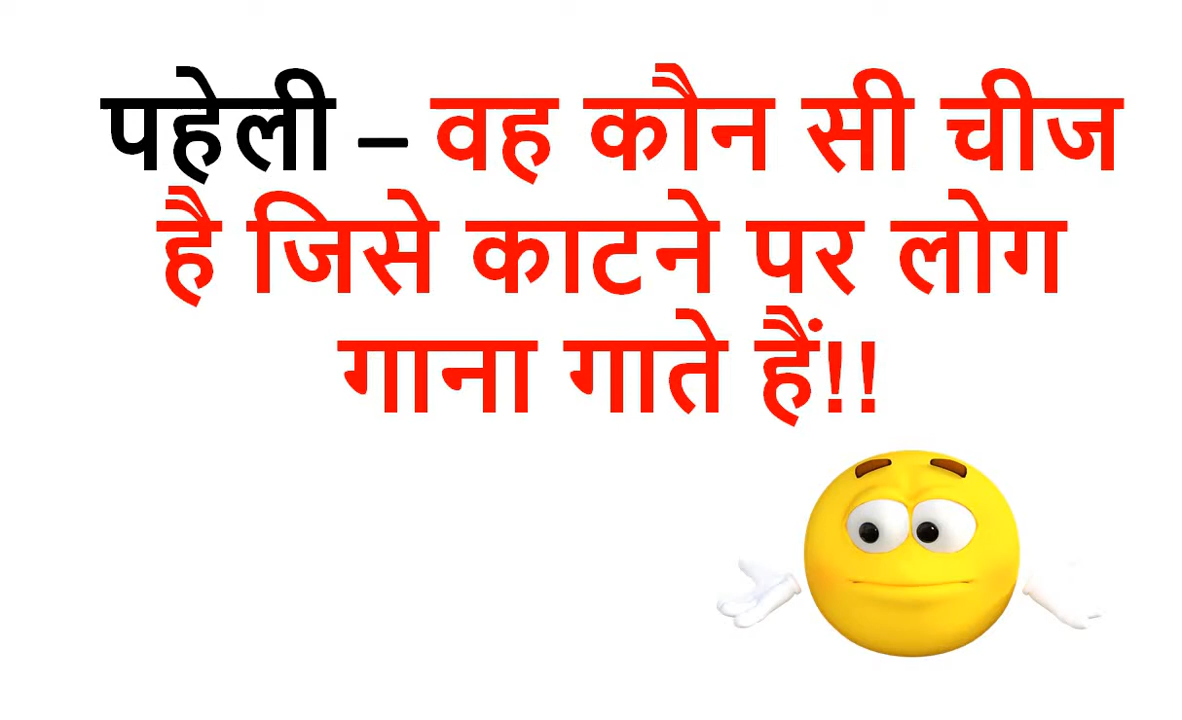 पहेली – वह कौन सी चीज
है जिसे काटने पर लोग
गाना गाते हैं!!